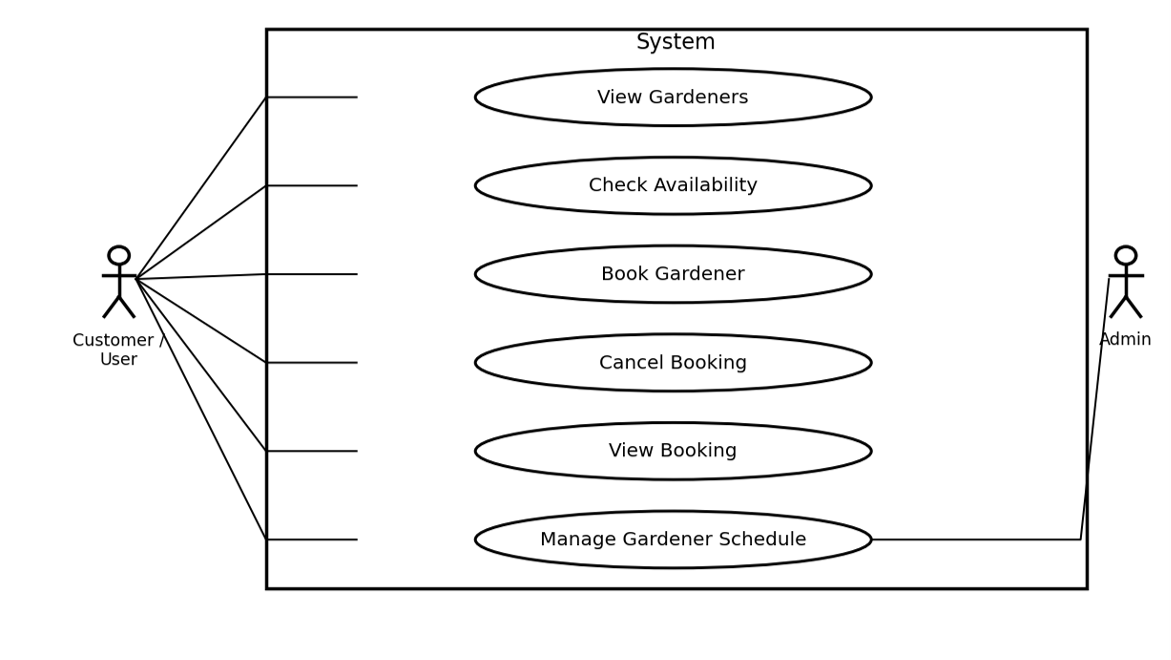 System
View Gardeners
Check Availability
Book Gardener
Customer /
User
Admin
Cancel Booking
View Booking
Manage Gardener Schedule